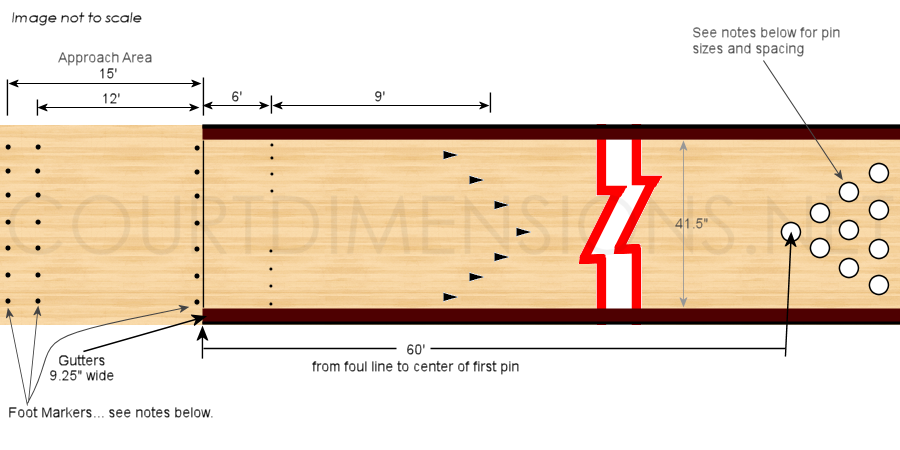 Image not to scale
See notes below for pin
sizes and spacing
Approach Area
15'
12'
6'
9'
COURTDIMENSIONS.N
41.5"
60'
from foul line to center of first pin
Gutters
9.25" wide
Foot Markers... see notes below.